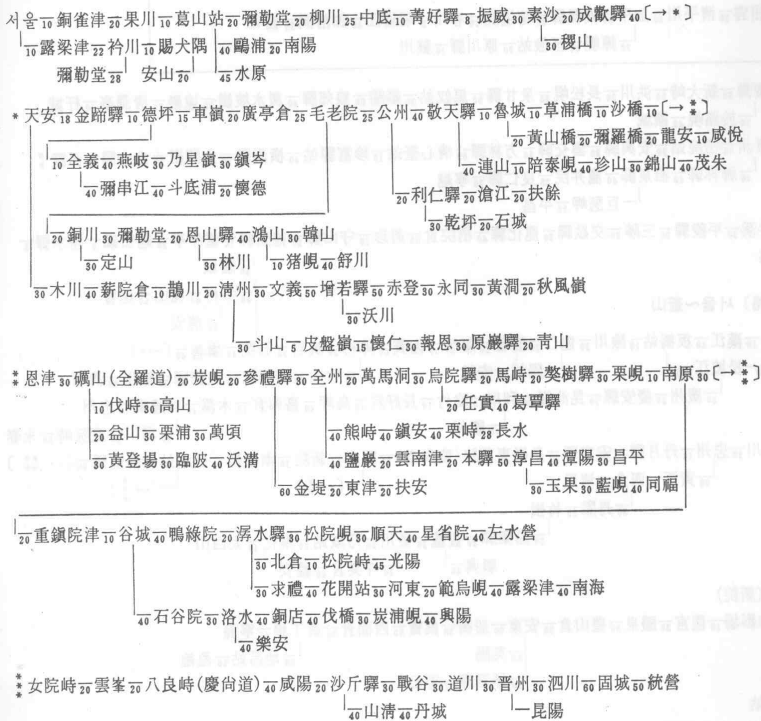 서울 10 銅雀津 20 果川 10 葛山站 20 彌勒堂 20 柳川 25 中底 10 菁好驛 10 振威 30 素沙 20 成歡驛 40 [→*]
10 露梁津 22 衿川 10 賜犬隅 40 鷗浦 20 南陽 30 稷山
彌勒堂 28 安山 20 45 水原
* 天安 18 金蹄驛 10 德坪 15 車嶺 20 廣亭倉 25 毛老院 25 公州 40 敬天驛 10 魯城 10 草浦橋 10 沙橋 10 [→**]
20 黃山橋 20 彌羅橋 20 龍安 10 咸悅
10 全義 40 燕岐 30 乃星嶺 30 鎭岑 40 連山 10 陪泰峴 40 珍山 30 錦山 40 茂朱
40 彌串江 40 斗底浦 20 懷德 20 利仁驛 20 滄江 20 扶餘
30 乾坪 20 石城
20 銅川 30 彌勒堂 20 恩山驛 40 鴻山 10 韓山
30 定山 30 林川 10 猪峴 40 舒川
30 木川 40 薪院倉 10 鵲川 20 淸州 30 文義 50 增若驛 50 赤登 30 永同 30 黃澗 20 秋風嶺
30 沃川
30 斗山 5 皮盤嶺 15 懷仁 30 報恩 30 原巖驛 20 靑山
** 恩津 30 礪山(全羅道) 20 炭峴 20 參禮驛 30 全州 20 萬馬洞 30 烏院驛 20 馬峙 20 獒樹驛 30 栗峴 10 南原 30 [→***]
10 伐峙 30 高山 20 任實 40 葛覃驛
20 益山 30 栗浦 30 萬頃 40 熊峙 40 鎭安 30 栗峙 28 長水
30 黃登場 30 臨陂 40 沃溝 40 鹽巖 20 雲南津 20 本驛 50 淳昌 40 潭陽 30 昌平
60 金堤 20 東津 20 扶安 30 玉果 30 藍峴 40 同福
20 重鎭院津 10 谷城 40 鴨綠院 20 潺水驛 30 松院峴 30 順天 40 星省院 40 左水營
30 北倉 10 松院峙 45 光陽
30 求禮 40 花開站 30 河東 20 範烏峴 40 露梁津 40 南海
40 石谷院 30 洛水 40 銅店 40 伐橋 30 炭浦峴 40 興陽
40 樂安
*** 女院峙 20 雲峯 20 八良峙(慶尙道) 40 咸陽 20 沙斤驛 30 戰谷 30 道川 30 晋州 30 泗川 60 固城 50 統營
40 山淸 40 丹城 昆陽